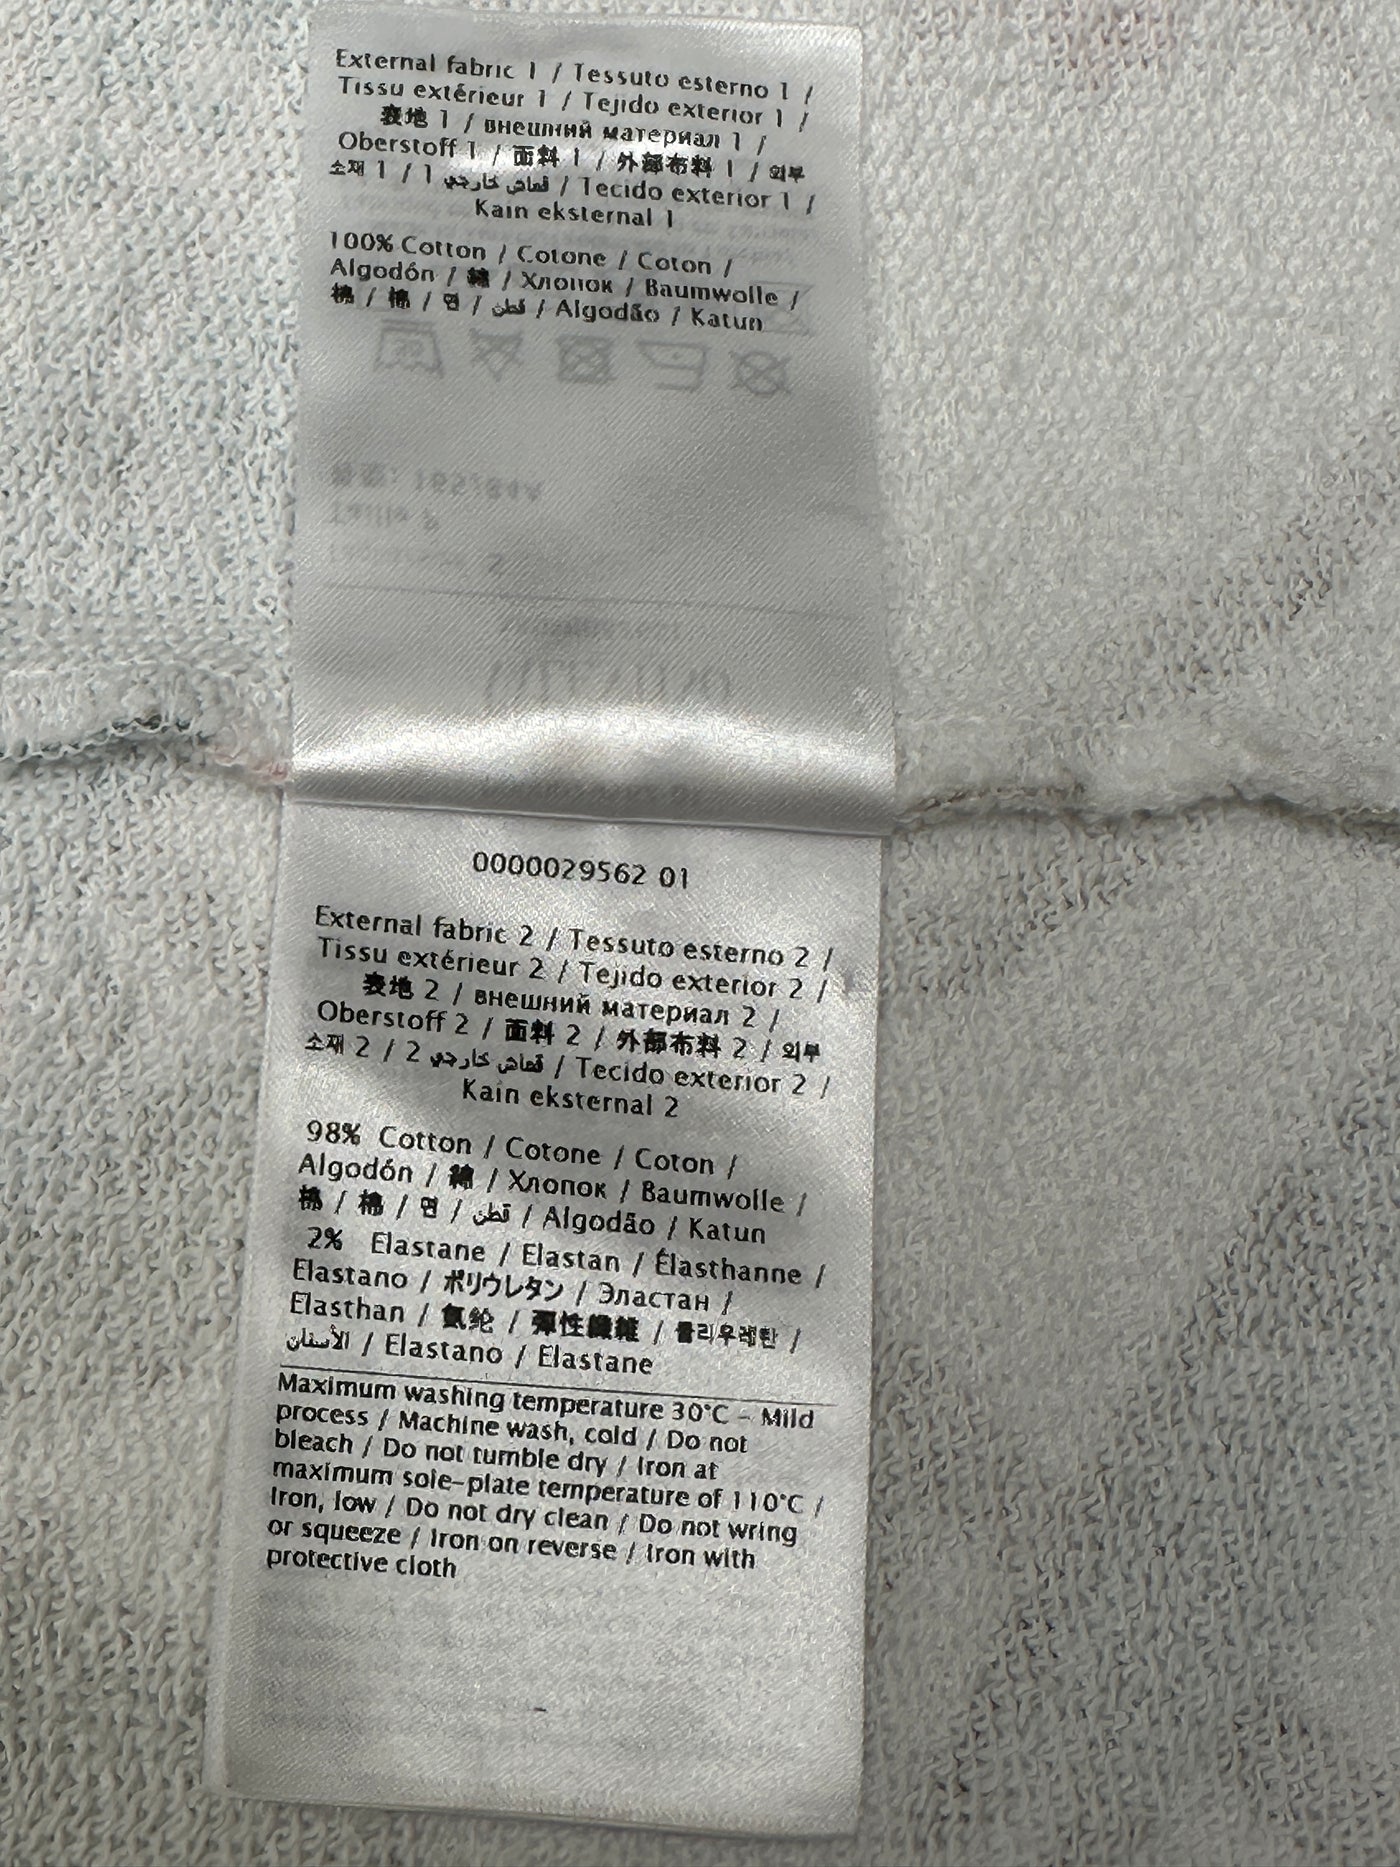 External fabric 1 / Tessuto esterno 1 /
Tissu extérieur 1 / Tejido exterior 1 /
表地 1 / внешний материал 1 /
Oberstoff 1 / 面料 1 / 外部布料 1 / 외부
소재 1 / 1 قماش خارجي / Tecido exterior 1 /
Kain eksternal 1
100% Cotton / Cotone / Coton /
Algodón / 綿 / Хлопок / Baumwolle /
棉 / 棉 / 면 / قطن / Algodão / Katun
0000029562 01
External fabric 2 / Tessuto esterno 2 /
Tissu extérieur 2 / Tejido exterior 2 /
表地 2 / внешний материал 2 /
Oberstoff 2 / 面料 2 / 外部布料 2 / 외부
소재 2 / 2 قماش خارجي / Tecido exterior 2 /
Kain eksternal 2
98% Cotton / Cotone / Coton /
Algodón / 綿 / Хлопок / Baumwolle /
棉 / 棉 / 면 / قطن / Algodão / Katun
2% Elastane / Elastan / Élasthanne /
Elastano / ポリウレタン / Эластан /
Elasthan / 氨纶 / 彈性纖維 / 폴리우레탄 /
الأستان / Elastano / Elastane
Maximum washing temperature 30°C – Mild
process / Machine wash, cold / Do not
bleach / Do not tumble dry / Iron at
maximum sole-plate temperature of 110°C /
Iron, low / Do not dry clean / Do not wring
or squeeze / Iron on reverse / Iron with
protective cloth